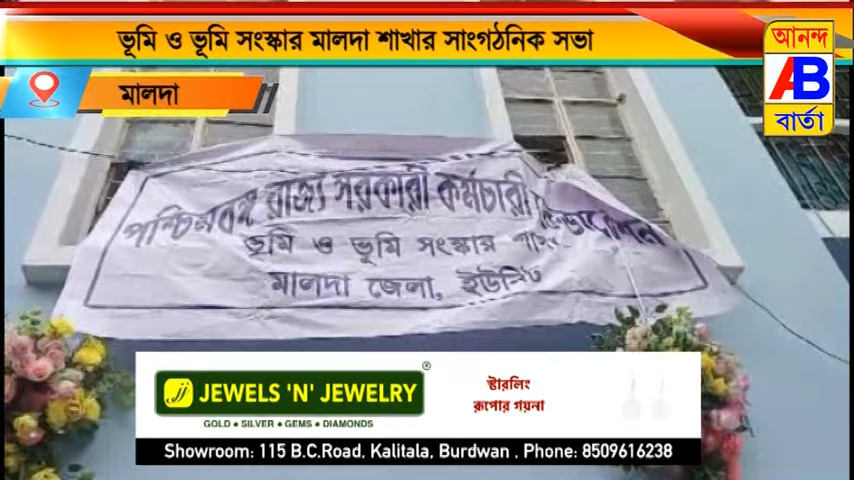 ভূমি ও ভূমি সংস্কার মালদা শাখার সাংগঠনিক সভা
আনন্দ
AB
বার্তা
মালদা
পশ্চিমবঙ্গ রাজ্য সরকারী কর্মচারী
ভূমি ও ভূমি সংস্কার
মালদা জেলা, ইউনিট
jj JEWELS 'N' JEWELRY ®
GOLD • SILVER • GEMS • DIAMONDS
ষ্টারলিং
রূপোর গয়না
Showroom: 115 B.C.Road, Kalitala, Burdwan , Phone: 8509616238